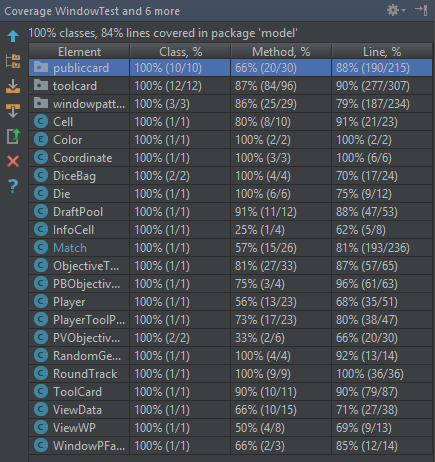 Coverage WindowTest and 6 more
100% classes, 84% lines covered in package 'model'
Element Class, % Method, % Line, %
publiccard 100% (10/10) 66% (20/30) 88% (190/215)
toolcard 100% (12/12) 87% (84/96) 90% (277/307)
windowpatt... 100% (3/3) 86% (25/29) 79% (187/234)
Cell 100% (1/1) 80% (8/10) 91% (21/23)
Color 100% (1/1) 100% (2/2) 100% (2/2)
Coordinate 100% (1/1) 100% (3/3) 100% (6/6)
DiceBag 100% (2/2) 100% (4/4) 70% (17/24)
Die 100% (1/1) 100% (6/6) 75% (9/12)
DraftPool 100% (1/1) 91% (11/12) 88% (47/53)
InfoCell 100% (1/1) 25% (1/4) 62% (5/8)
Match 100% (1/1) 57% (15/26) 81% (193/236)
ObjectiveT... 100% (1/1) 81% (27/33) 87% (57/65)
PBObjectiv... 100% (1/1) 75% (3/4) 96% (61/63)
Player 100% (1/1) 56% (13/23) 68% (35/51)
PlayerToolP... 100% (1/1) 73% (17/23) 80% (38/47)
PVObjectiv... 100% (2/2) 33% (2/6) 66% (20/30)
RandomGe... 100% (1/1) 100% (4/4) 92% (13/14)
RoundTrack 100% (1/1) 100% (9/9) 100% (36/36)
ToolCard 100% (1/1) 90% (10/11) 90% (79/87)
ViewData 100% (1/1) 66% (10/15) 71% (27/38)
ViewWP 100% (1/1) 50% (4/8) 69% (9/13)
WindowPFa... 100% (1/1) 66% (2/3) 85% (12/14)